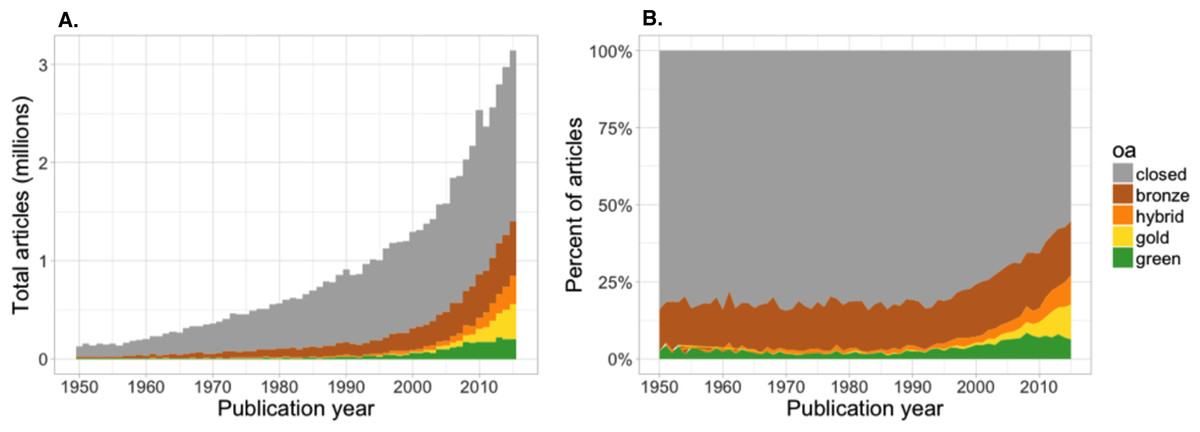 A.
Total articles (millions)
3
2
1
0
1950 1960 1970 1980 1990 2000 2010
Publication year
B.
Percent of articles
100%
75%
50%
25%
0%
1950 1960 1970 1980 1990 2000 2010
Publication year
oa
closed
bronze
hybrid
gold
green